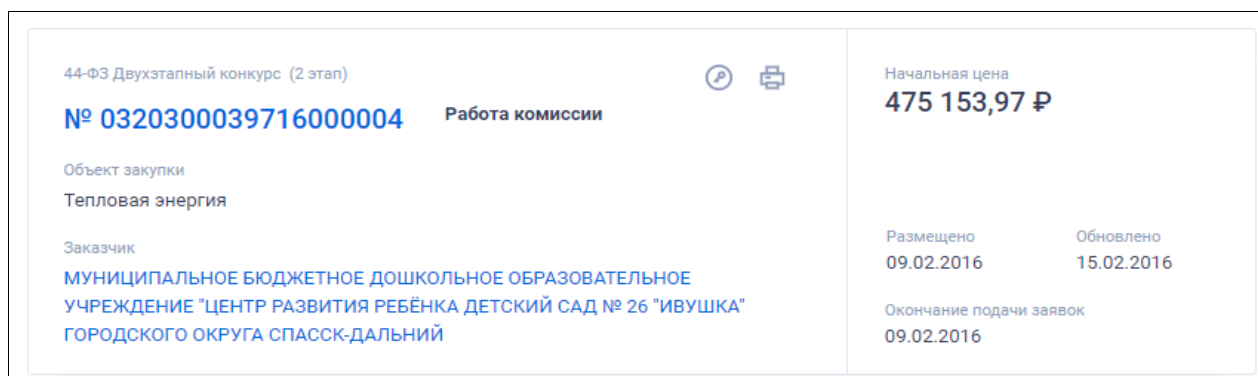 44-ФЗ Двухэтапный конкурс (2 этап)
№ 0320300039716000004 Работа комиссии
Объект закупки
Тепловая энергия
Заказчик
МУНИЦИПАЛЬНОЕ БЮДЖЕТНОЕ ДОШКОЛЬНОЕ ОБРАЗОВАТЕЛЬНОЕ
УЧРЕЖДЕНИЕ "ЦЕНТР РАЗВИТИЯ РЕБЁНКА ДЕТСКИЙ САД № 26 "ИВУШКА"
ГОРОДСКОГО ОКРУГА СПАССК-ДАЛЬНИЙ
Начальная цена
475 153,97 ₽
Размещено Обновлено
09.02.2016 15.02.2016
Окончание подачи заявок
09.02.2016